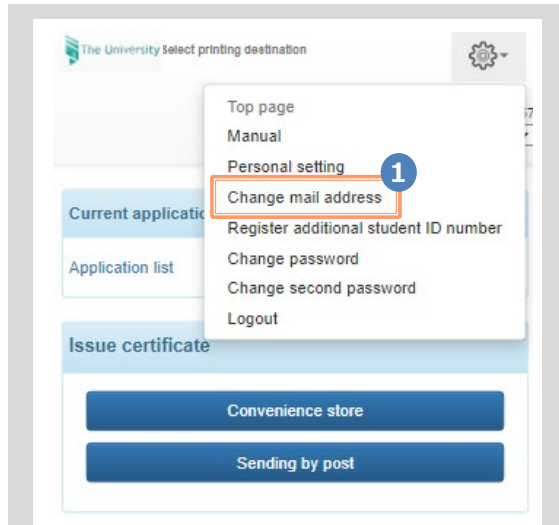 The University Select printing destination
Top page
Manual
Personal setting
1
Change mail address
Current applicatio
Register additional student ID number
Application list
Change password
Change second password
Logout
Issue certificate
Convenience store
Sending by post